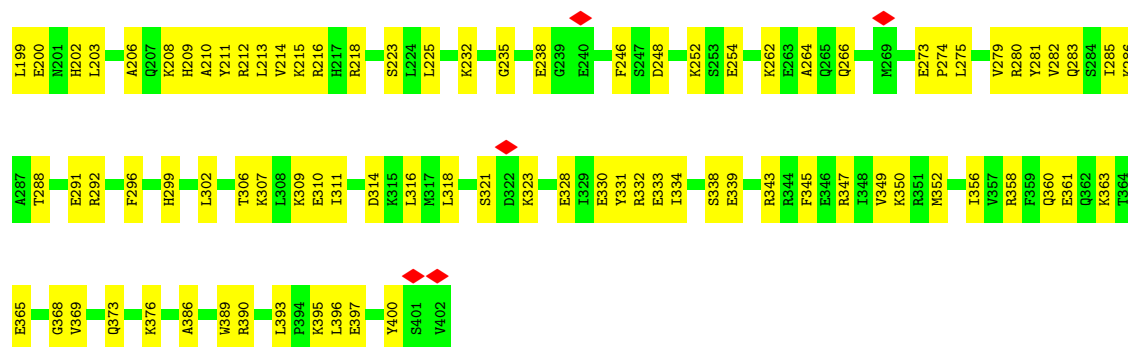 L199 E200 N201 H202 L203 A206 Q207 K208 H209 A210 Y211 R212 L213 V214 K215 R216 H217 R218 S223 L224 L225 K232 G235 E238 G239 E240 F246 S247 D248 K252 S253 E254 K262 E263 A264 Q265 Q266 M269 E273 P274 L275 V279 R280 Y281 V282 Q283 S284 I285 K286
A287 T288 E291 R292 F296 H299 L302 T306 K307 L308 K309 E310 I311 D314 K315 L316 M317 L318 S321 D322 K323 E328 I329 E330 Y331 R332 E333 I334 S338 E339 R343 R344 F345 E346 R347 I348 V349 K350 R351 M352 I356 V357 R358 F359 Q360 E361 Q362 K363 T364
E365 G368 V369 Q373 K376 A386 W389 R390 L393 P394 K395 L396 E397 Y400 S401 V402